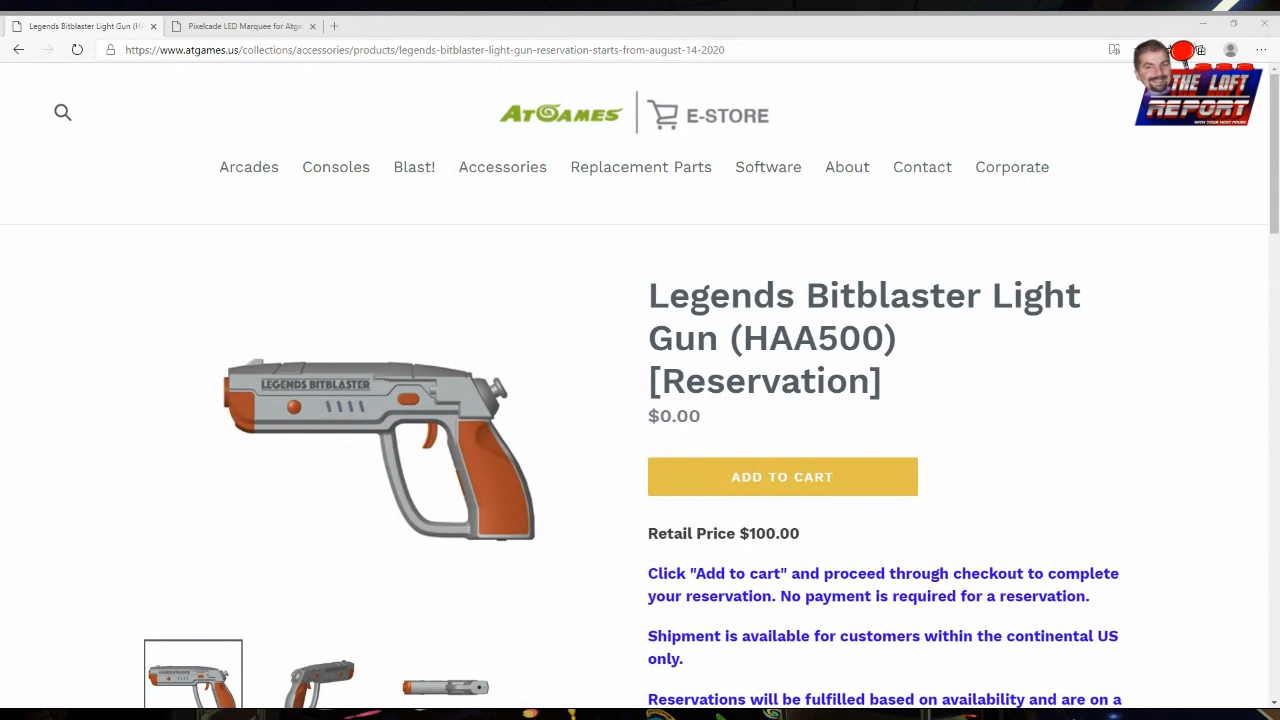 Legends Bitblaster Light Gun (HA
Pixelcade LED Marquee for Atga
https://www.atgames.us/collections/accessories/products/legends-bitblaster-light-gun-reservation-starts-from-august-14-2020
THE LOFT
REPORT
WITH YOUR HOST
ATGAMES
E-STORE
Arcades Consoles Blast! Accessories Replacement Parts Software About Contact Corporate
Legends Bitblaster Light
Gun (HAA500)
[Reservation]
$0.00
LEGENDS BITBLASTER
ADD TO CART
Retail Price $100.00
Click "Add to cart" and proceed through checkout to complete
your reservation. No payment is required for a reservation.
Shipment is available for customers within the continental US
only.
Reservations will be fulfilled based on availability and are on a